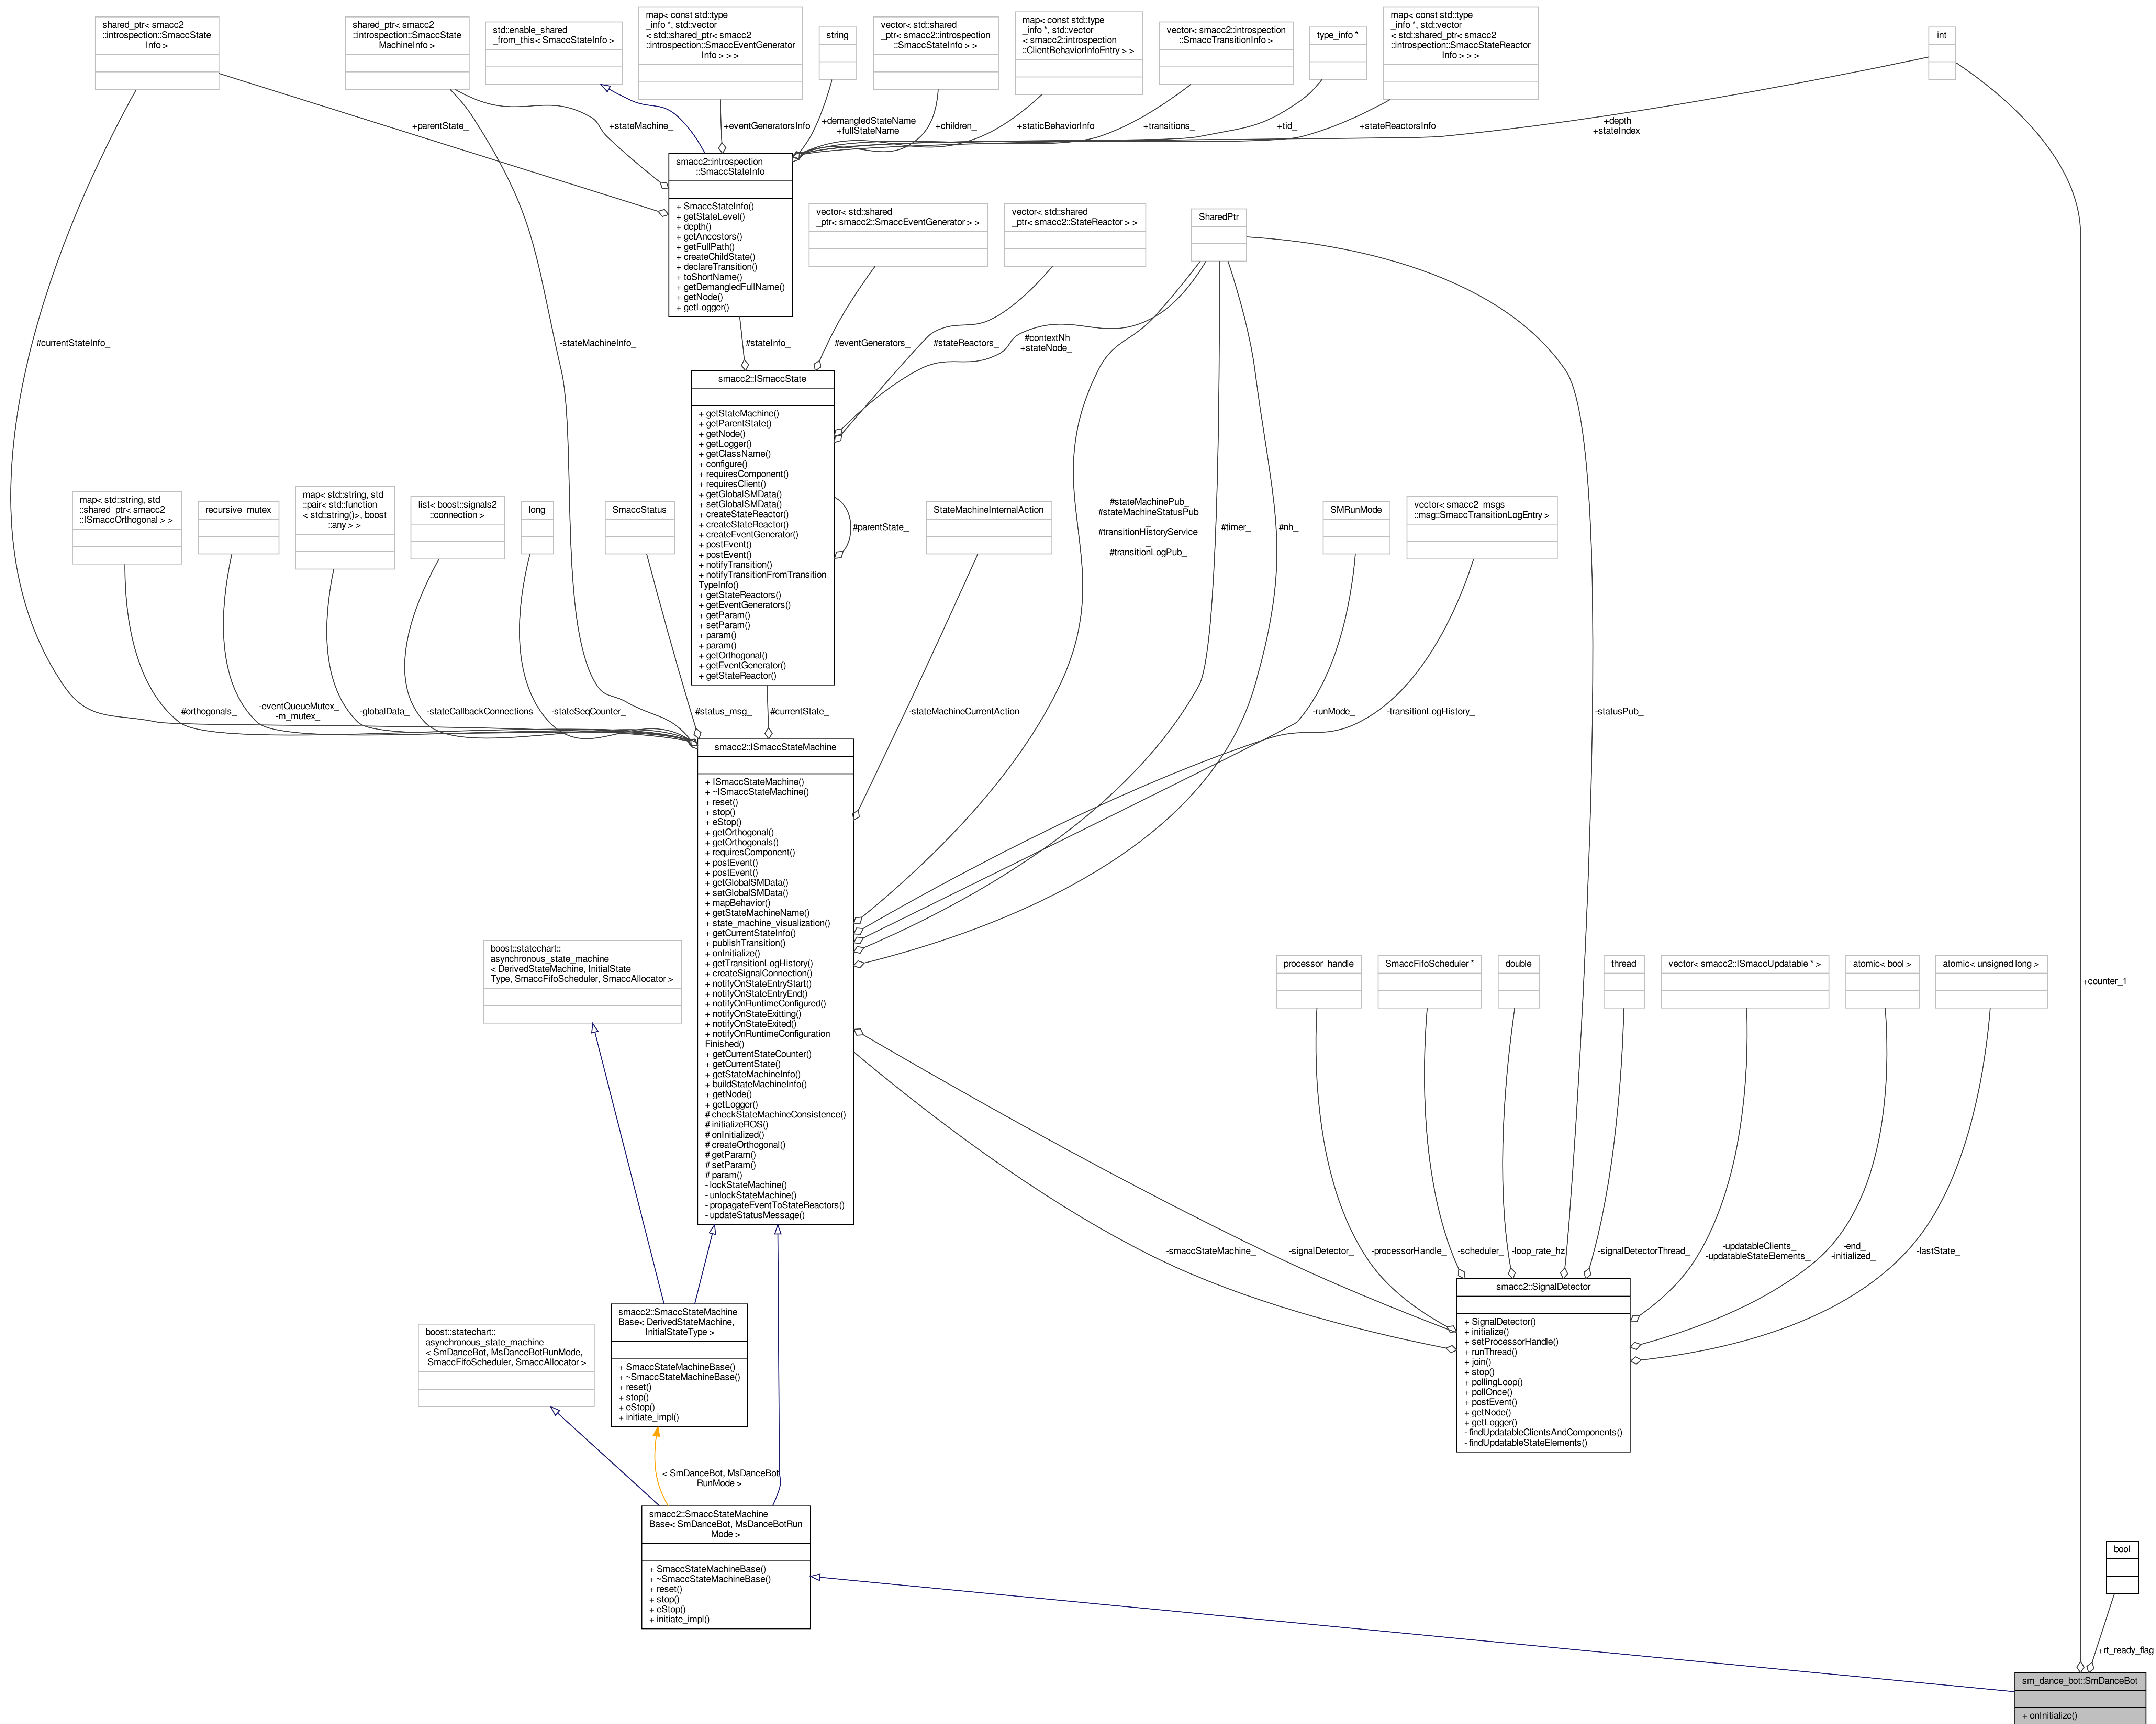 shared_ptr< smacc2
::introspection::SmaccState
Info >
shared_ptr< smacc2
::introspection::SmaccState
MachineInfo >
std::enable_shared
_from_this< SmaccStateInfo >
map< const std::type
_info *, std::vector
< std::shared_ptr< smacc2
::introspection::SmaccEventGenerator
Info > > >
string
vector< std::shared
_ptr< smacc2::introspection
::SmaccStateInfo > >
map< const std::type
_info *, std::vector
< smacc2::introspection
::ClientBehaviorInfoEntry > >
vector< smacc2::introspection
::SmaccTransitionInfo >
type_info *
map< const std::type
_info *, std::vector
< std::shared_ptr< smacc2
::introspection::SmaccStateReactor
Info > > >
int
+parentState_
+stateMachine_
+eventGeneratorsInfo
+demangledStateName
+fullStateName
+children_
+staticBehaviorInfo
+transitions_
+tid_
+stateReactorsInfo
+depth_
+stateIndex_
smacc2::introspection
::SmaccStateInfo
+ SmaccStateInfo()
+ getStateLevel()
+ depth()
+ getAncestors()
+ getFullPath()
+ createChildState()
+ declareTransition()
+ toShortName()
+ getDemangledFullName()
+ getNode()
+ getLogger()
vector< std::shared
_ptr< smacc2::SmaccEventGenerator > >
vector< std::shared
_ptr< smacc2::StateReactor > >
SharedPtr
#currentStateInfo_
-stateMachineInfo_
#stateInfo_
#eventGenerators_
#stateReactors_
#contextNh
+stateNode_
smacc2::ISmaccState
+ getStateMachine()
+ getParentState()
+ getNode()
+ getLogger()
+ getClassName()
+ configure()
+ requiresComponent()
+ requiresClient()
+ getGlobalSMData()
+ setGlobalSMData()
+ createStateReactor()
+ createStateReactor()
+ createEventGenerator()
+ postEvent()
+ postEvent()
+ notifyTransition()
+ notifyTransitionFromTransition
TypeInfo()
+ getStateReactors()
+ getEventGenerators()
+ getParam()
+ setParam()
+ param()
+ param()
+ getOrthogonal()
+ getEventGenerator()
+ getStateReactor()
#parentState_
map< std::string, std
::shared_ptr< smacc2
::ISmaccOrthogonal > >
recursive_mutex
map< std::string, std
::pair< std::function
< std::string()>, boost
::any > >
list< boost::signals2
::connection >
long
SmaccStatus
StateMachineInternalAction
#stateMachinePub_
#stateMachineStatusPub
_
#transitionHistoryService
_
#transitionLogPub_
#timer_
#nh_
SMRunMode
vector< smacc2_msgs
::msg::SmaccTransitionLogEntry >
#orthogonals_
-eventQueueMutex_
-m_mutex_
-globalData_
-stateCallbackConnections
-stateSeqCounter_
#status_msg_
#currentState_
-stateMachineCurrentAction
-runMode_
-transitionLogHistory_
-statusPub_
smacc2::ISmaccStateMachine
+ ISmaccStateMachine()
+ ~ISmaccStateMachine()
+ reset()
+ stop()
+ eStop()
+ getOrthogonal()
+ getOrthogonals()
+ requiresComponent()
+ postEvent()
+ postEvent()
+ getGlobalSMData()
+ setGlobalSMData()
+ mapBehavior()
+ getStateMachineName()
+ state_machine_visualization()
+ getCurrentStateInfo()
+ publishTransition()
+ onInitialize()
+ getTransitionLogHistory()
+ createSignalConnection()
+ notifyOnStateEntryStart()
+ notifyOnStateEntryEnd()
+ notifyOnRuntimeConfigured()
+ notifyOnStateExitting()
+ notifyOnStateExited()
+ notifyOnRuntimeConfiguration
Finished()
+ getCurrentStateCounter()
+ getCurrentState()
+ getStateMachineInfo()
+ buildStateMachineInfo()
+ getNode()
+ getLogger()
# checkStateMachineConsistence()
# initializeROS()
# onInitialized()
# createOrthogonal()
# getParam()
# setParam()
# param()
- lockStateMachine()
- unlockStateMachine()
- propagateEventToStateReactors()
- updateStatusMessage()
boost::statechart::
asynchronous_state_machine
< DerivedStateMachine, InitialState
Type, SmaccFifoScheduler, SmaccAllocator >
processor_handle
SmaccFifoScheduler *
double
thread
vector< smacc2::ISmaccUpdatable * >
atomic< bool >
atomic< unsigned long >
+counter_1
-smaccStateMachine_
-signalDetector_
-processorHandle_
-scheduler_
-loop_rate_hz
-signalDetectorThread_
-updatableClients_
-updatableStateElements_
-end_
-initialized_
-lastState_
smacc2::SignalDetector
+ SignalDetector()
+ initialize()
+ setProcessorHandle()
+ runThread()
+ join()
+ stop()
+ pollingLoop()
+ pollOnce()
+ postEvent()
+ getNode()
+ getLogger()
- findUpdatableClientsAndComponents()
- findUpdatableStateElements()
smacc2::SmaccStateMachine
Base< DerivedStateMachine,
InitialStateType >
+ SmaccStateMachineBase()
+ ~SmaccStateMachineBase()
+ reset()
+ stop()
+ eStop()
+ initiate_impl()
boost::statechart::
asynchronous_state_machine
< SmDanceBot, MsDanceBotRunMode,
SmaccFifoScheduler, SmaccAllocator >
< SmDanceBot, MsDanceBot
RunMode >
smacc2::SmaccStateMachine
Base< SmDanceBot, MsDanceBotRun
Mode >
+ SmaccStateMachineBase()
+ ~SmaccStateMachineBase()
+ reset()
+ stop()
+ eStop()
+ initiate_impl()
bool
+rt_ready_flag
sm_dance_bot::SmDanceBot
+ onInitialize()